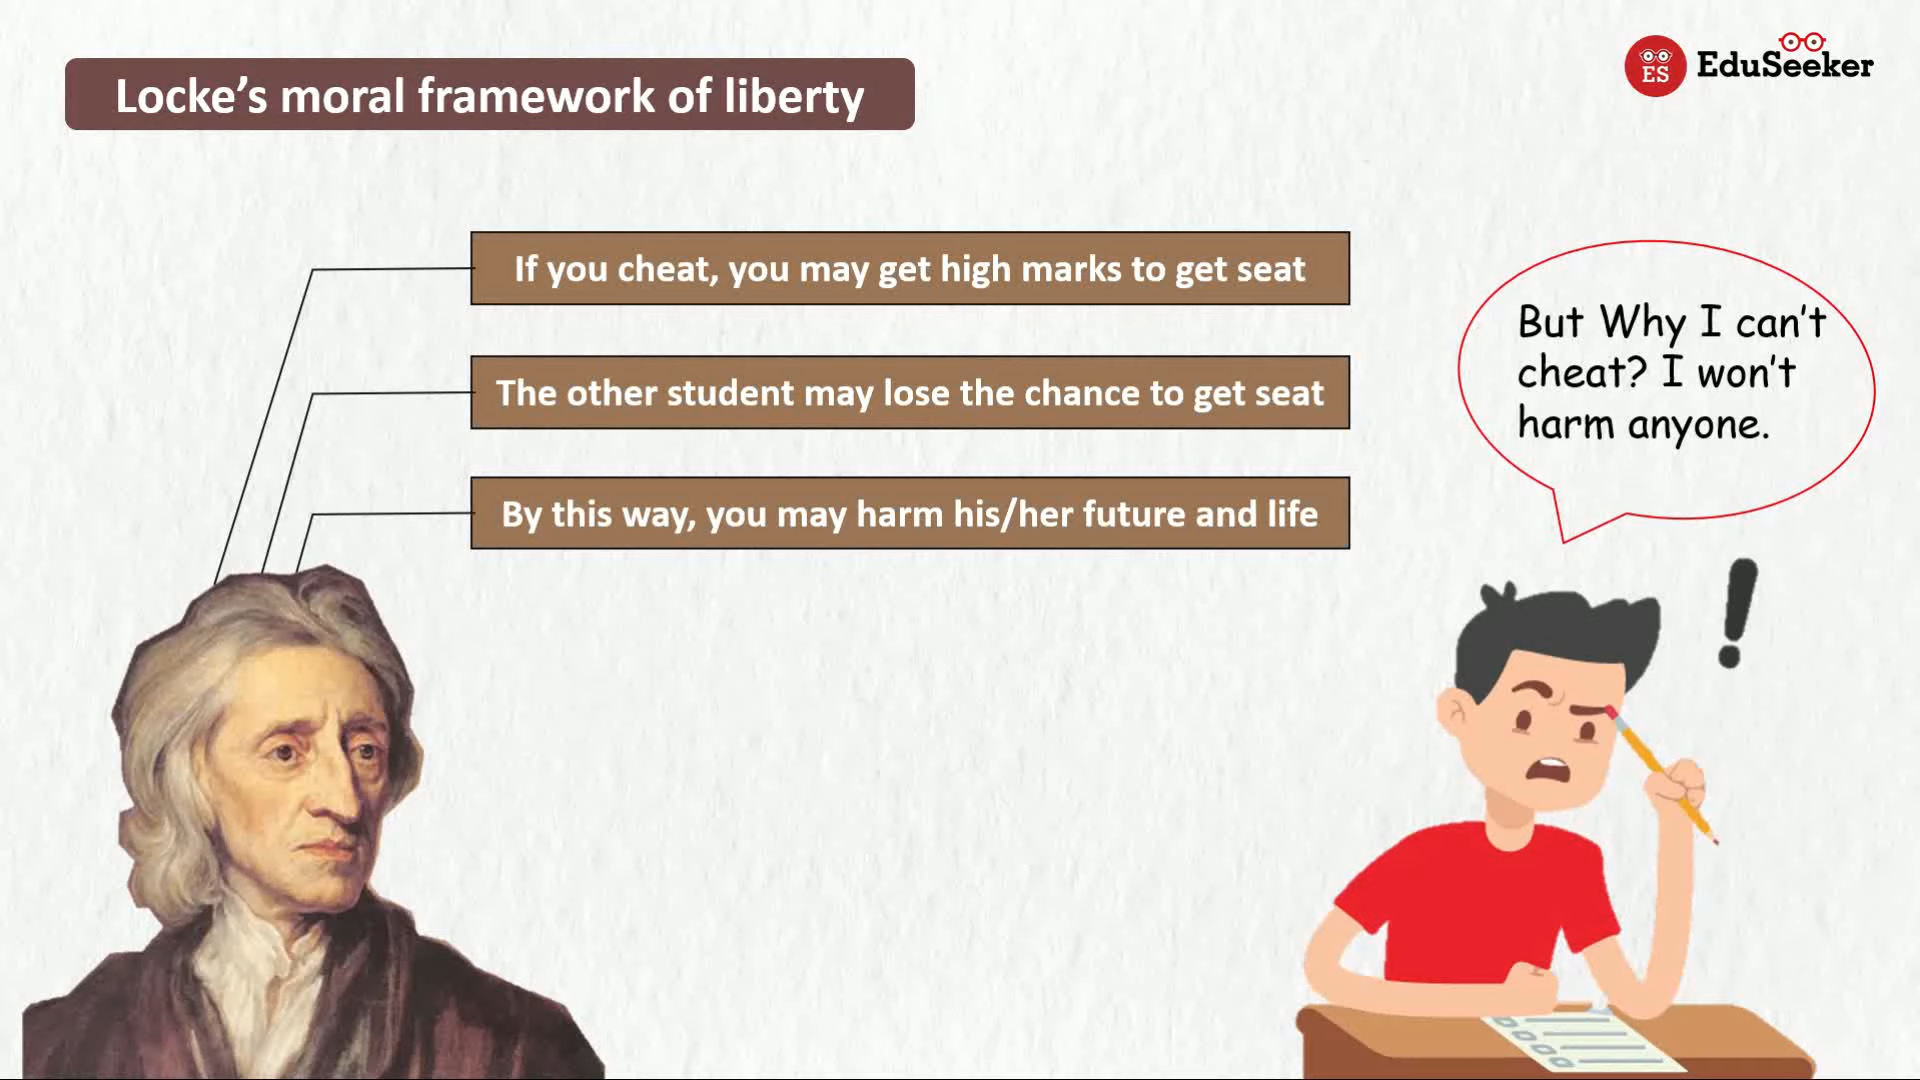 Locke’s moral framework of liberty
ES
EduSeeker
If you cheat, you may get high marks to get seat
The other student may lose the chance to get seat
By this way, you may harm his/her future and life
But Why I can't
cheat? I won't
harm anyone.
!